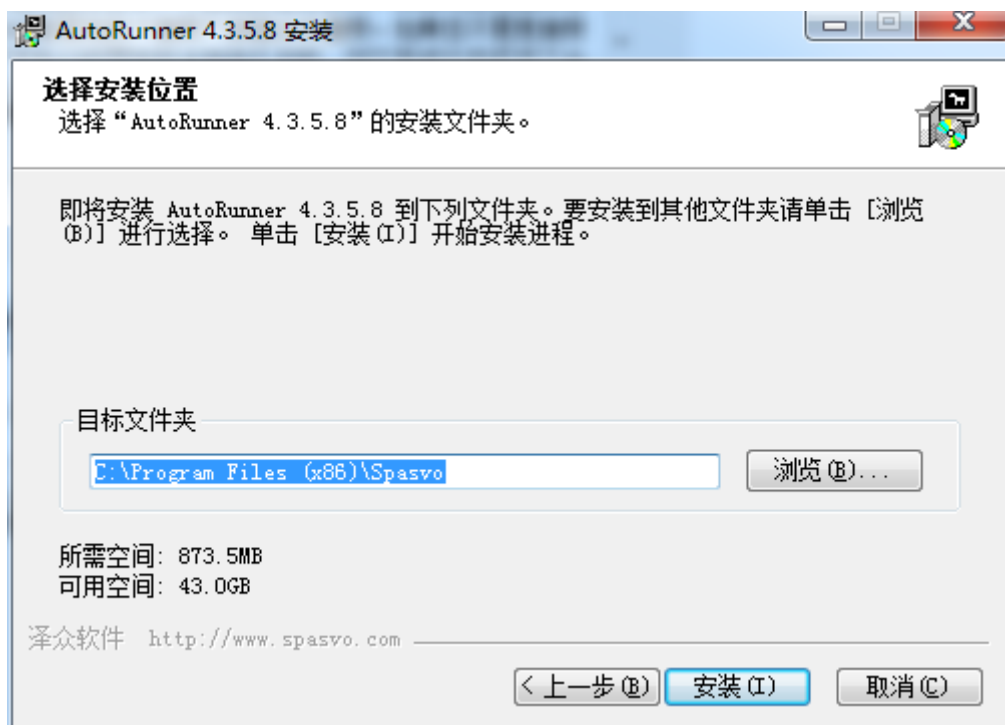 AutoRunner 4.3.5.8 安装
选择安装位置
选择“AutoRunner 4.3.5.8”的安装文件夹。
即将安装 AutoRunner 4.3.5.8 到下列文件夹。要安装到其他文件夹请单击 [浏览
(B)] 进行选择。 单击 [安装(I)] 开始安装进程。
目标文件夹
C:\Program Files (x86)\Spasvo
浏览(B)...
所需空间: 873.5MB
可用空间: 43.0GB
泽众软件 http://www.spasvo.com
< 上一步(B) 安装(I) 取消(C)